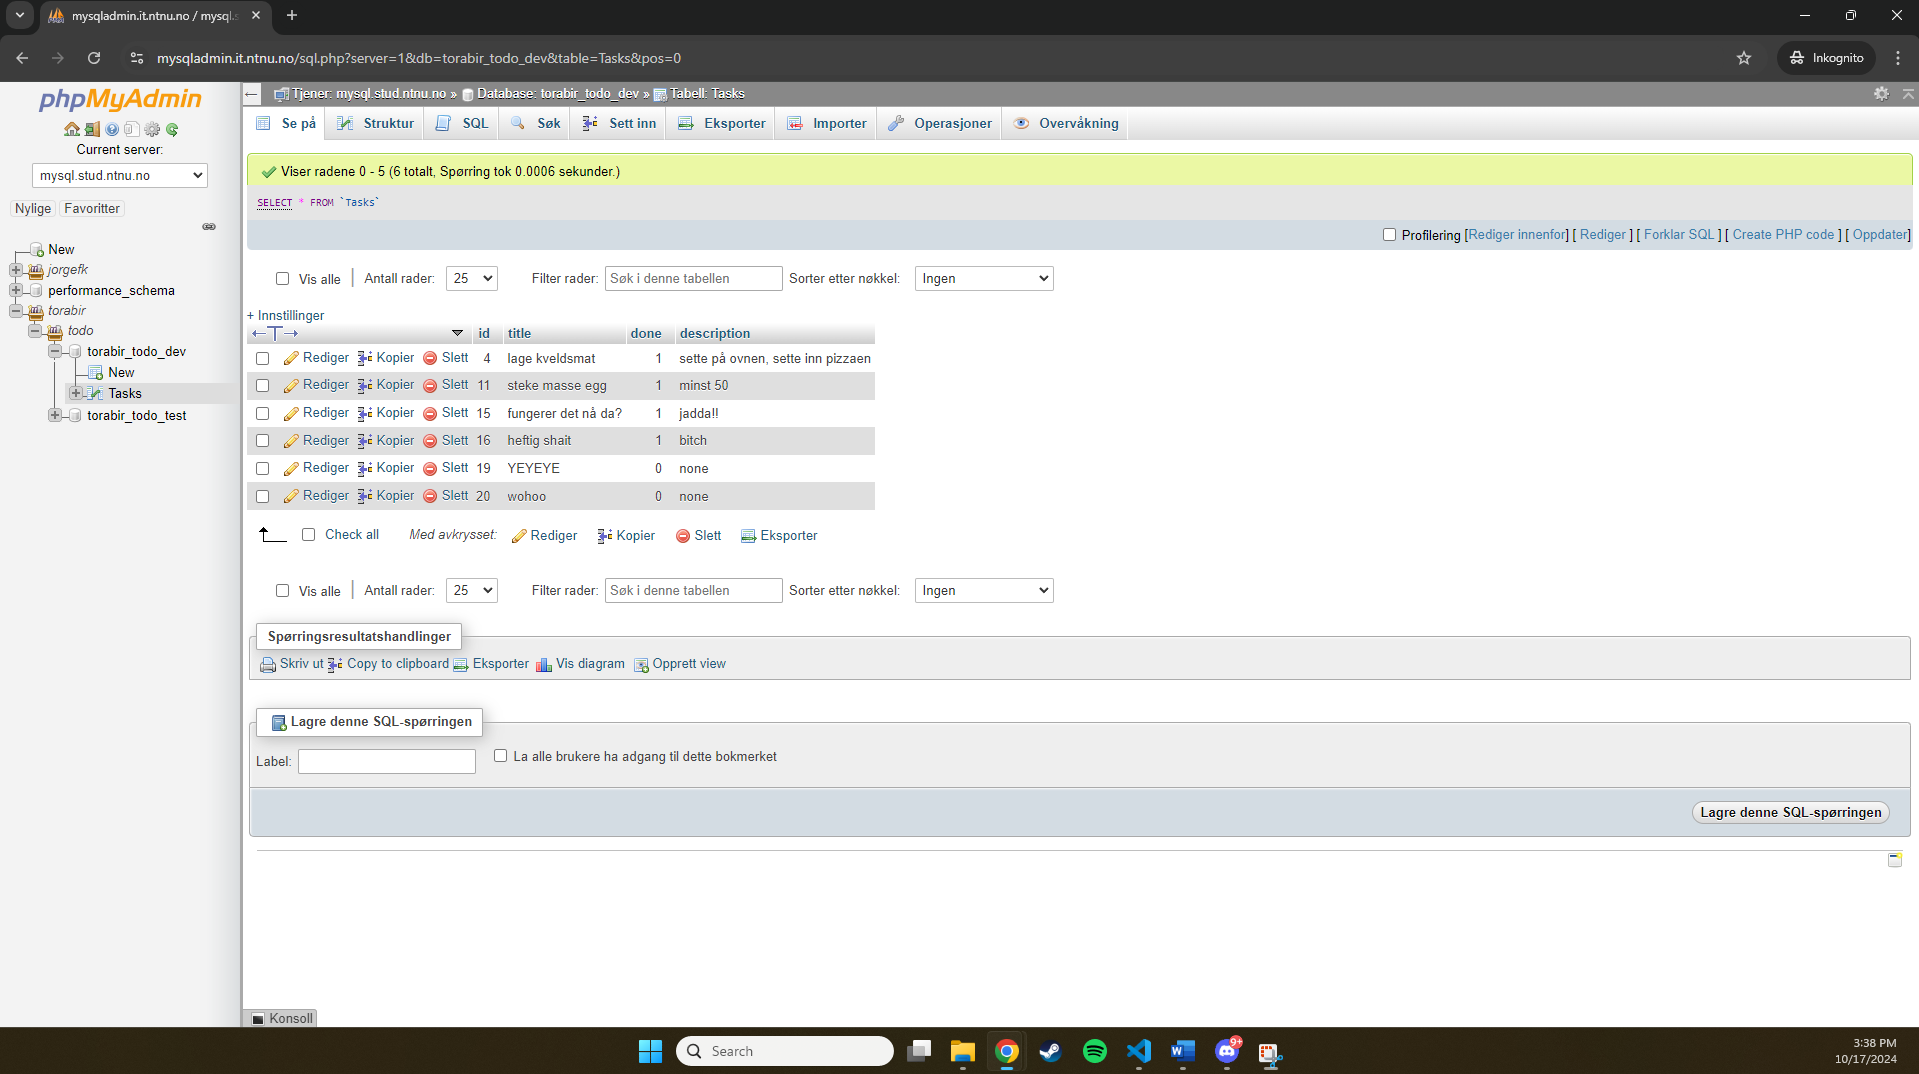 mysqladmin.it.ntnu.no / mysql.s
mysqladmin.it.ntnu.no/sql.php?server=1&db=torabir_todo_dev&table=Tasks&pos=0
Inkognito
phpMyAdmin
Current server:
mysql.stud.ntnu.no
Nylige Favoritter
New
jorgefk
performance_schema
torabir
todo
torabir_todo_dev
New
Tasks
torabir_todo_test
Tjener: mysql.stud.ntnu.no » Database: torabir_todo_dev » Tabell: Tasks
Se på Struktur SQL Søk Sett inn Eksporter Importer Operasjoner Overvåkning
Viser radene 0 - 5 (6 totalt, Spørring tok 0.0006 sekunder.)
SELECT * FROM `Tasks`
Profilering [Rediger innenfor] [ Rediger ] [ Forklar SQL ] [ Create PHP code ] [ Oppdater]
Vis alle | Antall rader: 25 Filter rader: Søk i denne tabellen Sorter etter nøkkel: Ingen
+ Innstillinger
←T→ id title done description
Rediger Kopier Slett 4 lage kveldsmat 1 sette på ovnen, sette inn pizzaen
Rediger Kopier Slett 11 steke masse egg 1 minst 50
Rediger Kopier Slett 15 fungerer det nå da? 1 jadda!!
Rediger Kopier Slett 16 heftig shait 1 bitch
Rediger Kopier Slett 19 YEYEYE 0 none
Rediger Kopier Slett 20 wohoo 0 none
Check all Med avkrysset: Rediger Kopier Slett Eksporter
Vis alle | Antall rader: 25 Filter rader: Søk i denne tabellen Sorter etter nøkkel: Ingen
Spørringsresultatshandlinger
Skriv ut Copy to clipboard Eksporter Vis diagram Opprett view
Lagre denne SQL-spørringen
Label: La alle brukere ha adgang til dette bokmerket
Lagre denne SQL-spørringen
Konsoll
Search
9+
3:38 PM
10/17/2024